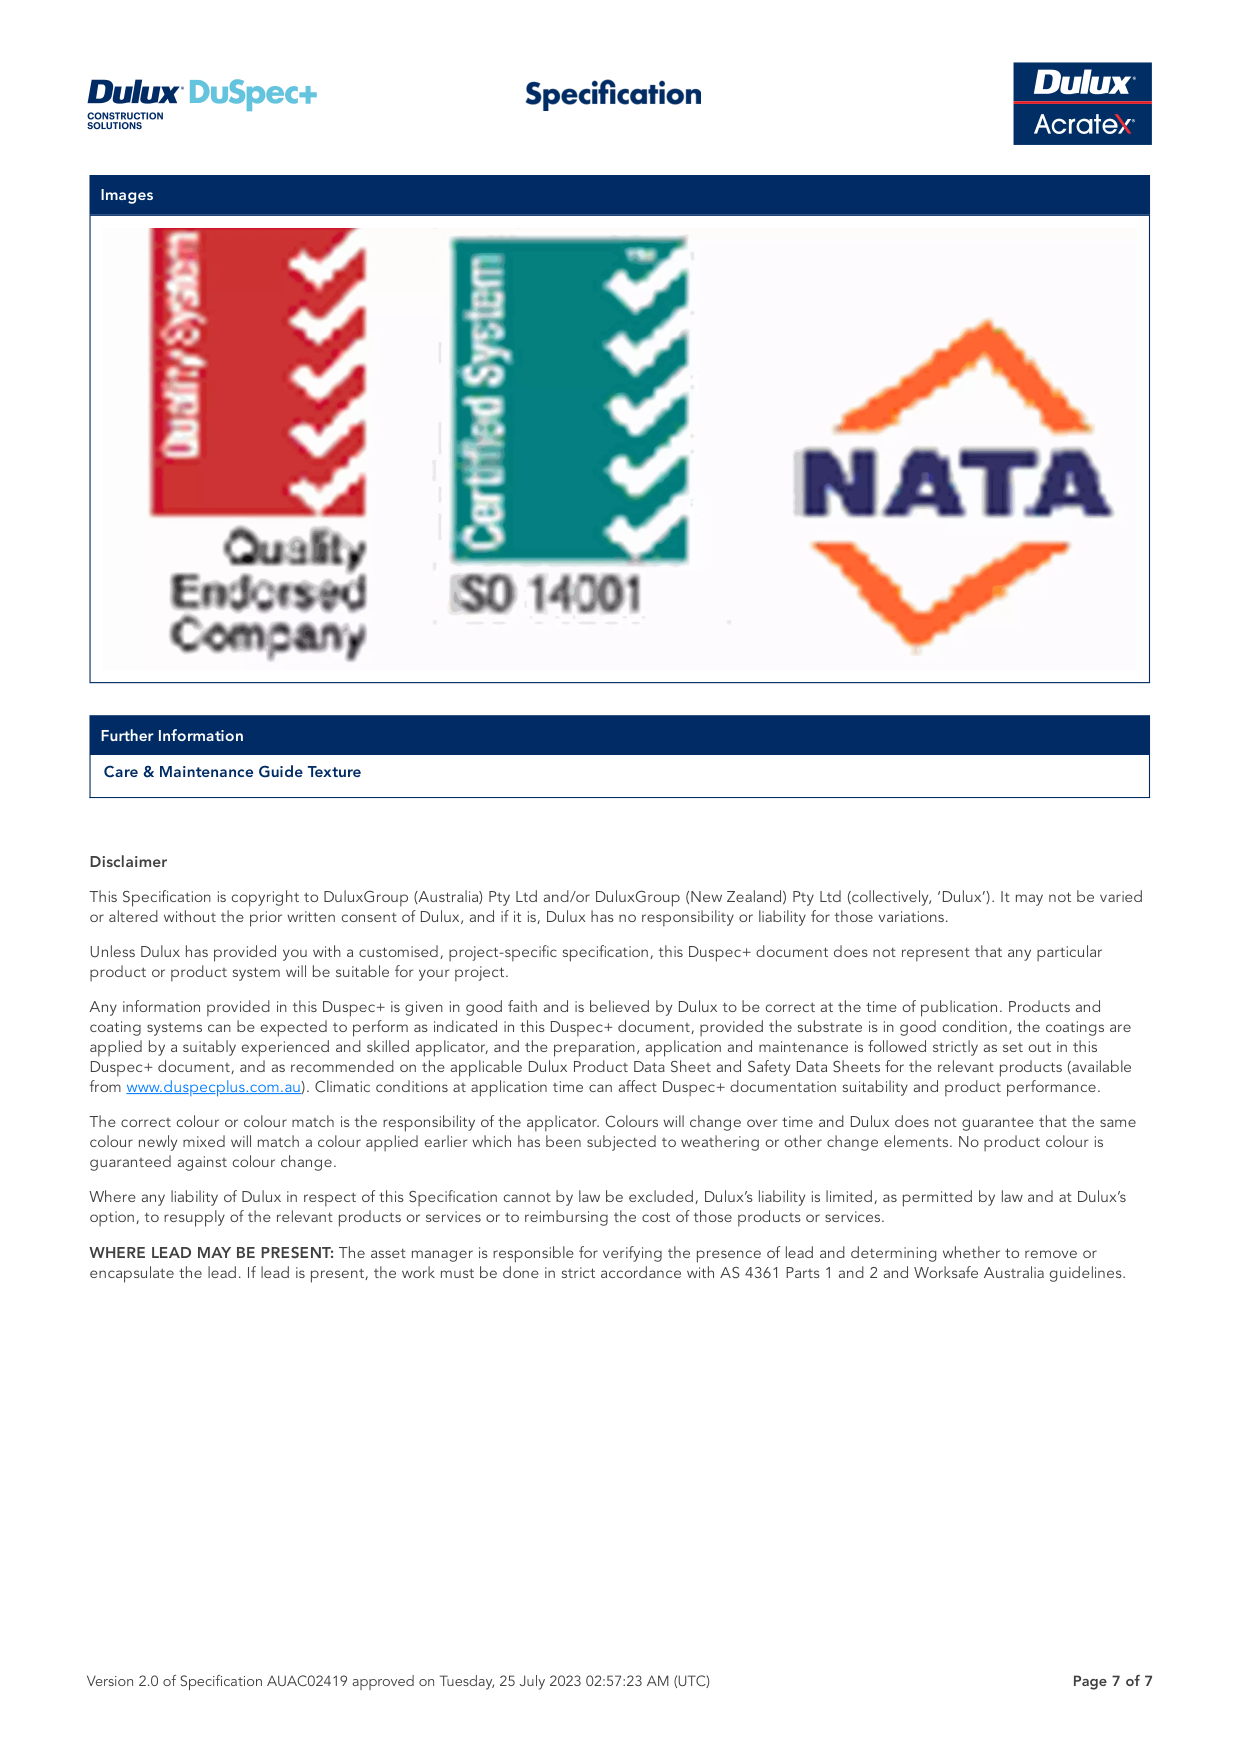 Dulux DuSpec+
CONSTRUCTION
SOLUTIONS
Specification
Dulux
Acratex
Images
Quality System
Quality
Endorsed
Company
Certified System
ISO 14001
NATA
Further Information
Care & Maintenance Guide Texture
Disclaimer
This Specification is copyright to DuluxGroup (Australia) Pty Ltd and/or DuluxGroup (New Zealand) Pty Ltd (collectively, ‘Dulux’). It may not be varied
or altered without the prior written consent of Dulux, and if it is, Dulux has no responsibility or liability for those variations.
Unless Dulux has provided you with a customised, project-specific specification, this Duspec+ document does not represent that any particular
product or product system will be suitable for your project.
Any information provided in this Duspec+ is given in good faith and is believed by Dulux to be correct at the time of publication. Products and
coating systems can be expected to perform as indicated in this Duspec+ document, provided the substrate is in good condition, the coatings are
applied by a suitably experienced and skilled applicator, and the preparation, application and maintenance is followed strictly as set out in this
Duspec+ document, and as recommended on the applicable Dulux Product Data Sheet and Safety Data Sheets for the relevant products (available
from www.duspecplus.com.au). Climatic conditions at application time can affect Duspec+ documentation suitability and product performance.
The correct colour or colour match is the responsibility of the applicator. Colours will change over time and Dulux does not guarantee that the same
colour newly mixed will match a colour applied earlier which has been subjected to weathering or other change elements. No product colour is
guaranteed against colour change.
Where any liability of Dulux in respect of this Specification cannot by law be excluded, Dulux’s liability is limited, as permitted by law and at Dulux’s
option, to resupply of the relevant products or services or to reimbursing the cost of those products or services.
WHERE LEAD MAY BE PRESENT: The asset manager is responsible for verifying the presence of lead and determining whether to remove or
encapsulate the lead. If lead is present, the work must be done in strict accordance with AS 4361 Parts 1 and 2 and Worksafe Australia guidelines.
Version 2.0 of Specification AUAC02419 approved on Tuesday, 25 July 2023 02:57:23 AM (UTC)
Page 7 of 7